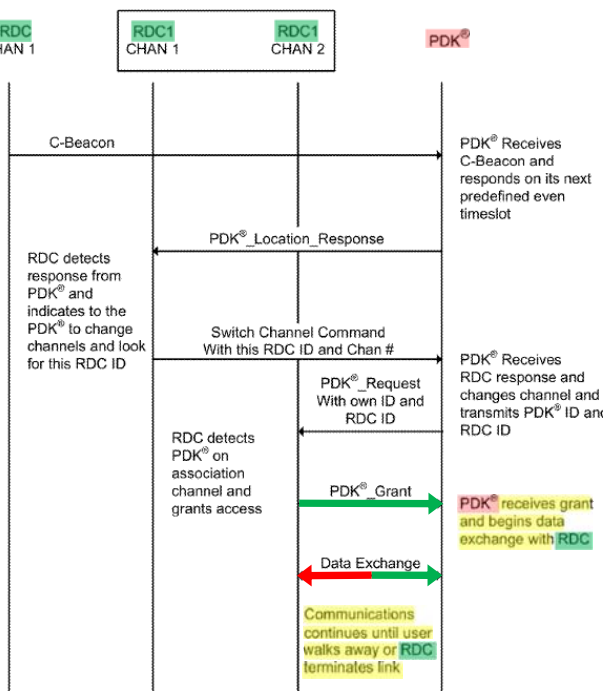 RDC
HAN 1
RDC1
CHAN 1
RDC1
CHAN 2
PDK®
C-Beacon
PDK® Receives
C-Beacon and
responds on its next
predefined even
timeslot
PDK®_Location_Response
RDC detects
response from
PDK® and
indicates to the
PDK® to change
channels and look
for this RDC ID
Switch Channel Command
With this RDC ID and Chan #
PDK® Receives
RDC response and
changes channel and
transmits PDK® ID and
RDC ID
PDK®_Request
With own ID and
RDC ID
RDC detects
PDK® on
association
channel and
grants access
PDK®_Grant
PDK® receives grant
and begins data
exchange with RDC
Data Exchange
Communications
continues until user
walks away or RDC
terminates link